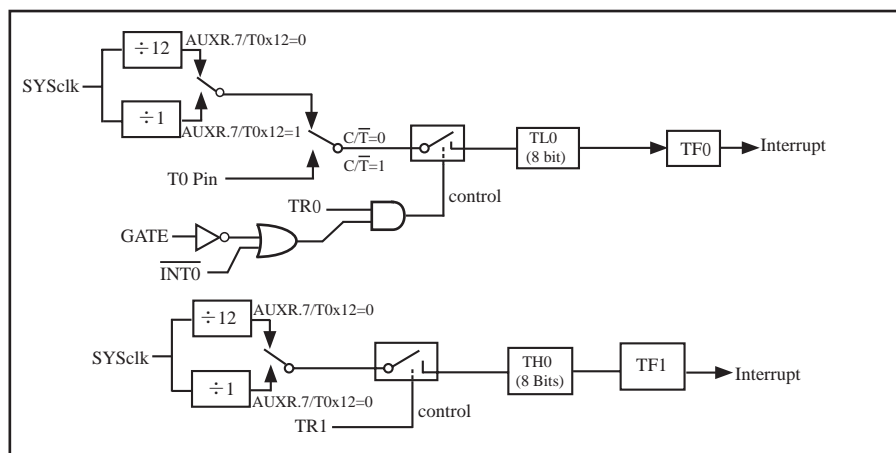 ÷12
AUXR.7/T0x12=0
SYSclk
÷1
AUXR.7/T0x12=1
C/T̅=0
C/T̅=1
T0 Pin
TL0
(8 bit)
TF0
Interrupt
control
TR0
GATE
I̅N̅T̅0̅
÷12
AUXR.7/T0x12=0
SYSclk
÷1
AUXR.7/T0x12=0
TH0
(8 Bits)
TF1
Interrupt
control
TR1